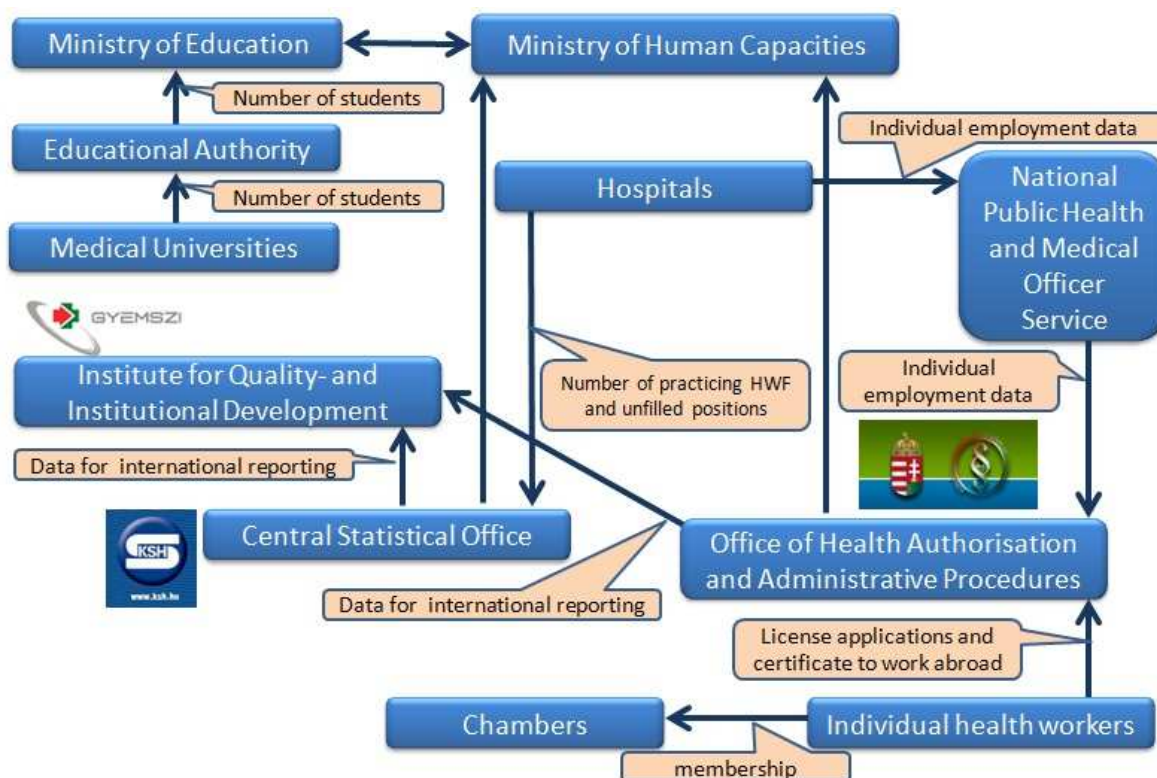 Ministry of Education
Ministry of Human Capacities
Number of students
Individual employment data
Educational Authority
Hospitals
National
Public Health
and Medical
Officer
Service
Number of students
Medical Universities
GYEMSZI
Institute for Quality- and
Institutional Development
Number of practicing HWF
and unfilled positions
Individual
employment data
Data for international reporting
KSH
www.ksh.hu
Central Statistical Office
Office of Health Authorisation
and Administrative Procedures
Data for international reporting
License applications and
certificate to work abroad
Chambers
Individual health workers
membership